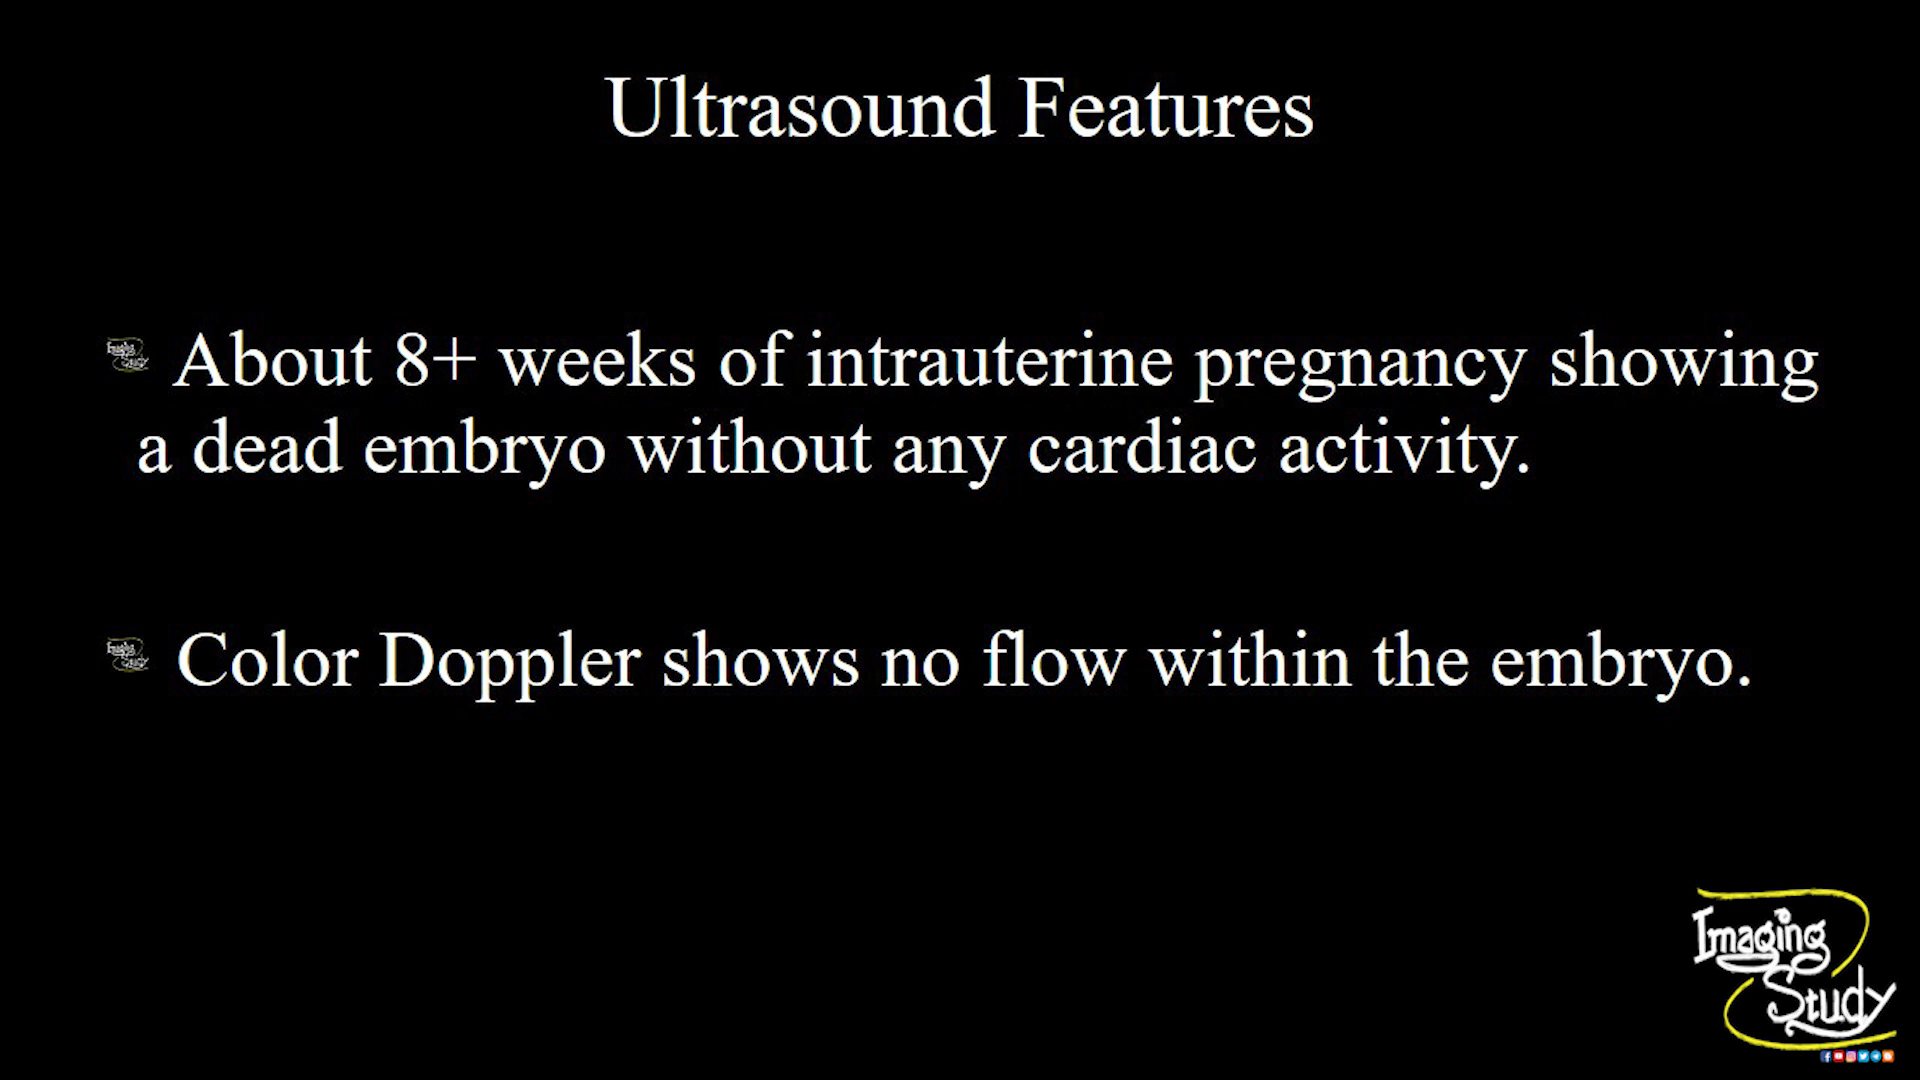 Ultrasound Features
About 8+ weeks of intrauterine pregnancy showing
a dead embryo without any cardiac activity.
Color Doppler shows no flow within the embryo.
Imaging
Study